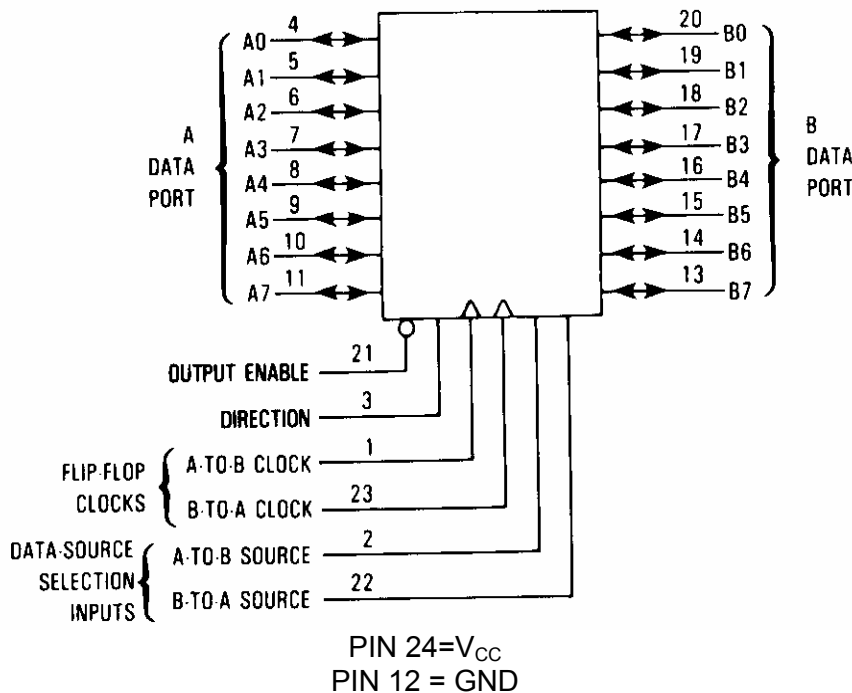 A0 4
A1 5
A2 6
A3 7
A4 8
A5 9
A6 10
A7 11
A
DATA
PORT
20 B0
19 B1
18 B2
17 B3
16 B4
15 B5
14 B6
13 B7
B
DATA
PORT
OUTPUT ENABLE 21
DIRECTION 3
FLIP-FLOP
CLOCKS
A-TO-B CLOCK 1
B-TO-A CLOCK 23
DATA-SOURCE
SELECTION
INPUTS
A-TO-B SOURCE 2
B-TO-A SOURCE 22
PIN 24=VCC
PIN 12 = GND